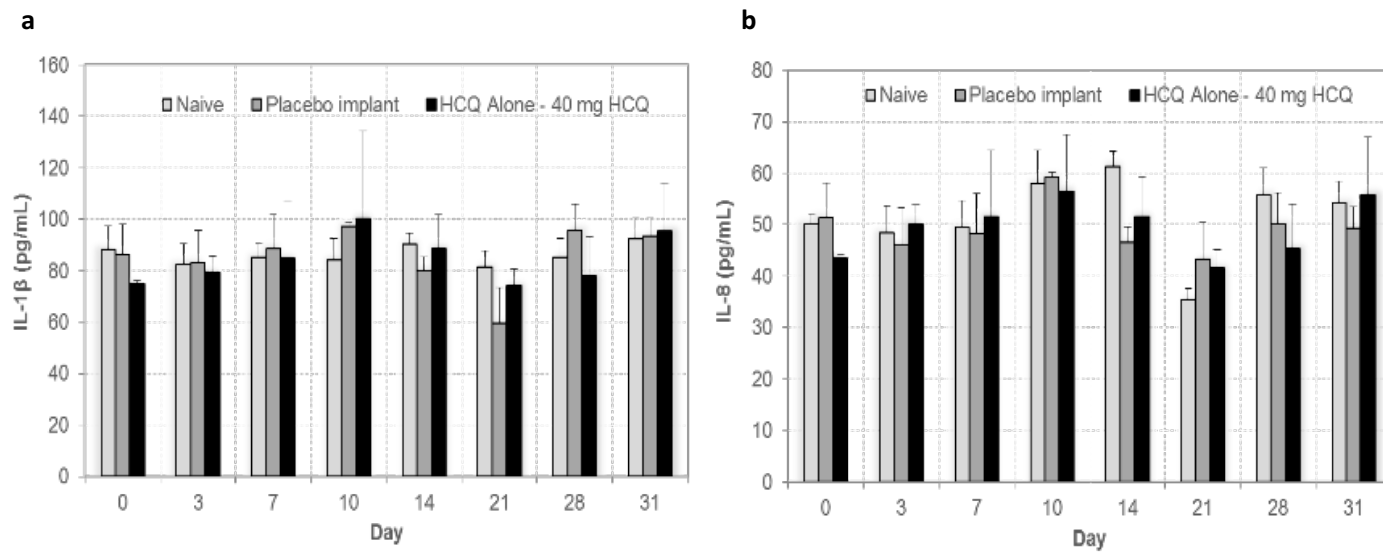 a
160
140
120
100
80
60
40
20
0
IL-1β (pg/mL)
Naive Placebo implant HCQ Alone - 40 mg HCQ
0 3 7 10 14 21 28 31
Day
b
80
70
60
50
40
30
20
10
0
IL-8 (pg/mL)
Naive Placebo implant HCQ Alone - 40 mg HCQ
0 3 7 10 14 21 28 31
Day